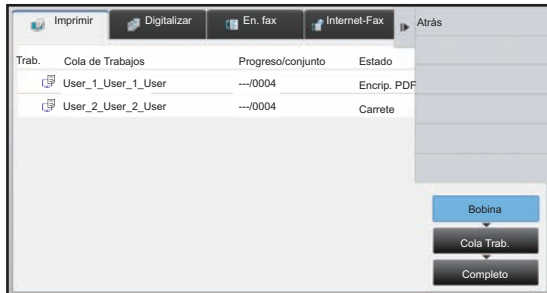 Imprimir Digitalizar En. fax Internet-Fax Atrás
Trab. Cola de Trabajos Progreso/conjunto Estado
User_1_User_1_User ---/0004 Encrip. PDF
User_2_User_2_User ---/0004 Carrete
Bobina
Cola Trab.
Completo